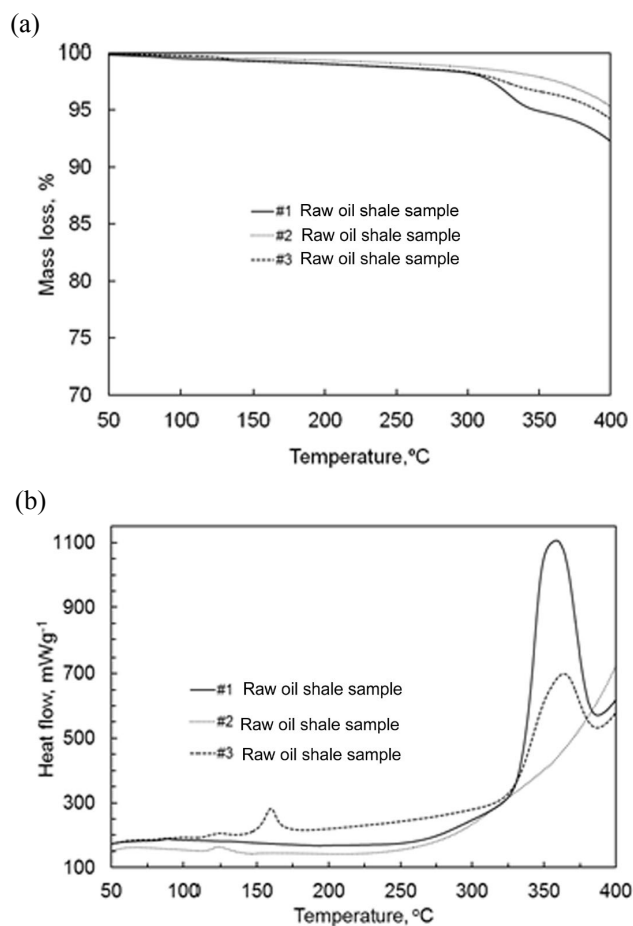 (a)
100
95
90
85
80
75
70
Mass loss, %
#1 Raw oil shale sample
#2 Raw oil shale sample
#3 Raw oil shale sample
50 100 150 200 250 300 350 400
Temperature,ºC
(b)
1100
900
700
500
300
100
Heat flow, mWg⁻¹
#1 Raw oil shale sample
#2 Raw oil shale sample
#3 Raw oil shale sample
50 100 150 200 250 300 350 400
Temperature, ºC